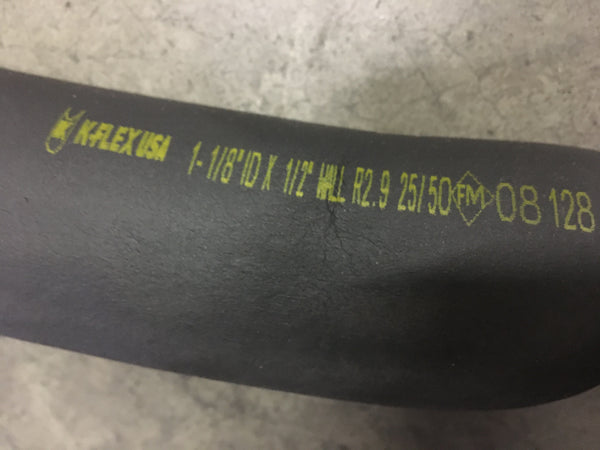 K-FLEX USA 1-1/8" ID X 1/2" WALL R2.9 25/50 FM 08 128